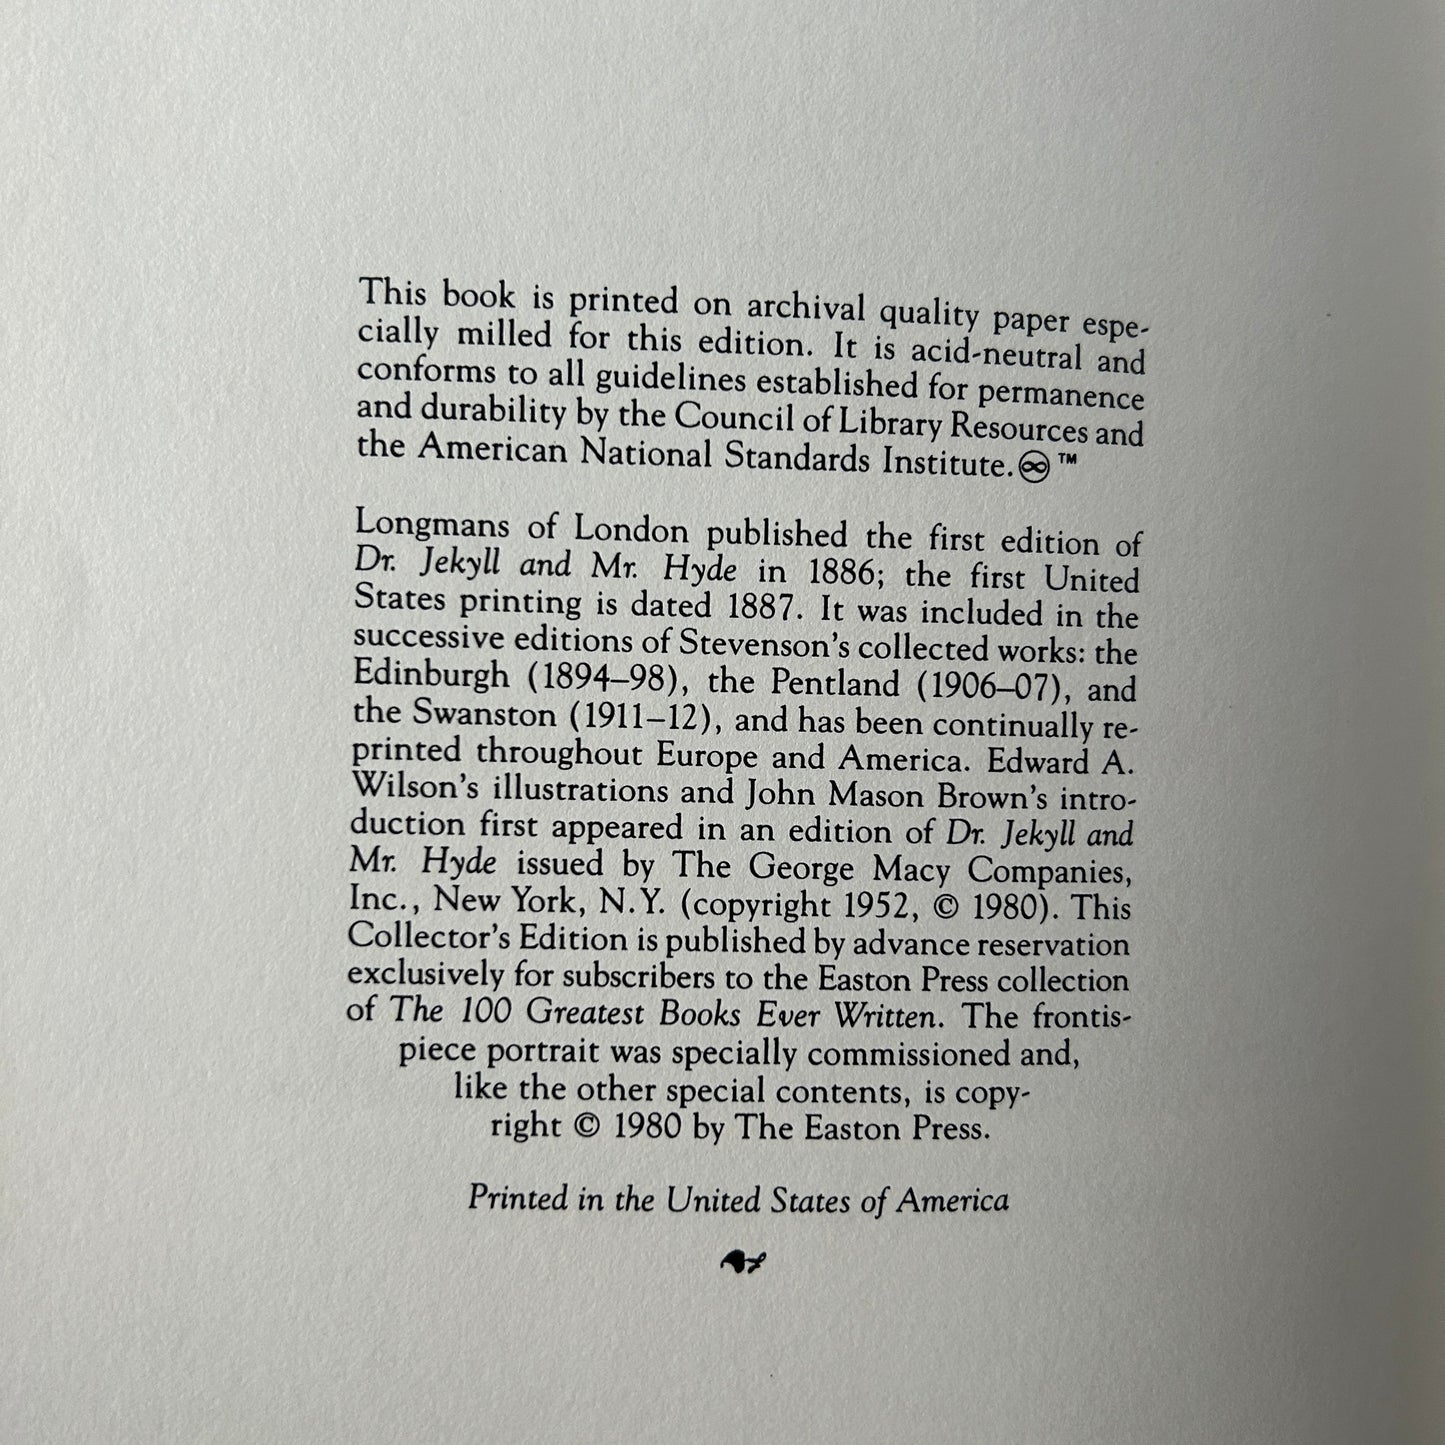 This book is printed on archival quality paper espe-
cially milled for this edition. It is acid-neutral and
conforms to all guidelines established for permanence
and durability by the Council of Library Resources and
the American National Standards Institute.♾™
Longmans of London published the first edition of
Dr. Jekyll and Mr. Hyde in 1886; the first United
States printing is dated 1887. It was included in the
successive editions of Stevenson's collected works: the
Edinburgh (1894–98), the Pentland (1906–07), and
the Swanston (1911–12), and has been continually re-
printed throughout Europe and America. Edward A.
Wilson's illustrations and John Mason Brown's intro-
duction first appeared in an edition of Dr. Jekyll and
Mr. Hyde issued by The George Macy Companies,
Inc., New York, N.Y. (copyright 1952, © 1980). This
Collector's Edition is published by advance reservation
exclusively for subscribers to the Easton Press collection
of The 100 Greatest Books Ever Written. The frontis-
piece portrait was specially commissioned and,
like the other special contents, is copy-
right © 1980 by The Easton Press.
Printed in the United States of America